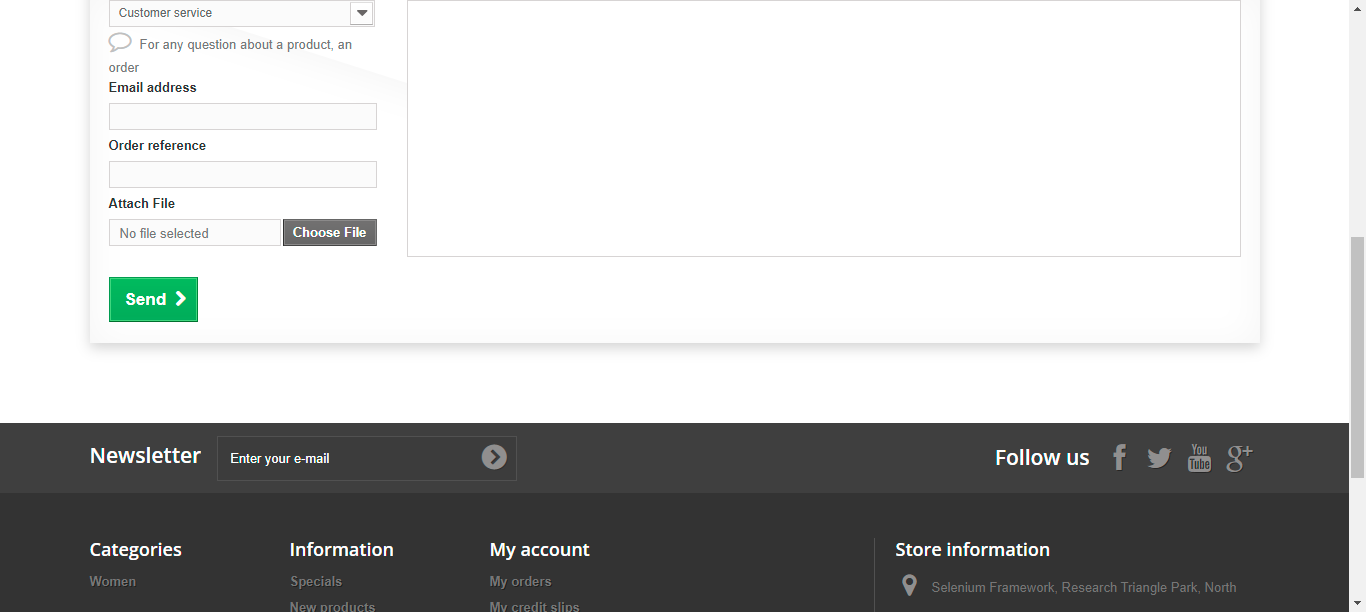 Customer service
For any question about a product, an
order
Email address
Order reference
Attach File
No file selected
Choose File
Send
Newsletter
Enter your e-mail
Follow us
f
You
Tube
g+
Categories
Information
My account
Store information
Women
Specials
My orders
Selenium Framework, Research Triangle Park, North
New products
My credit slips